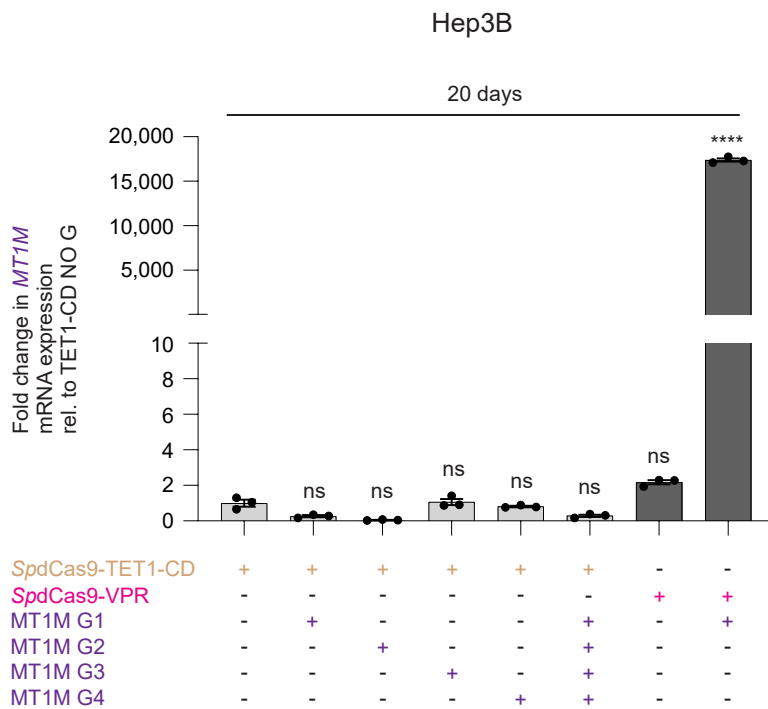 Hep3B
20 days
Fold change in MT1M
mRNA expression
rel. to TET1-CD NO G
20,000
15,000
10,000
5,000
10
8
6
4
2
0
ns
ns
ns
ns
ns
ns
****
SpdCas9-TET1-CD + + + + + + - -
SpdCas9-VPR - - - - - - + +
MT1M G1 - + - - - + - +
MT1M G2 - - + - - + - -
MT1M G3 - - - + - + - -
MT1M G4 - - - - + + - -